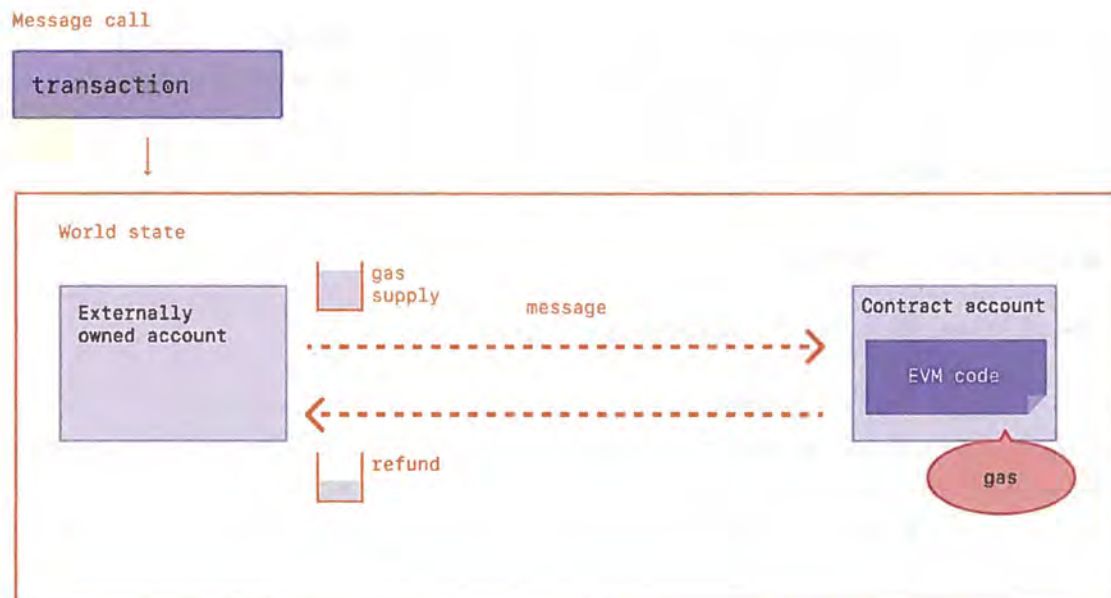 Message call
transaction
World state
gas
supply
Externally
owned account
message
Contract account
EVM code
refund
gas